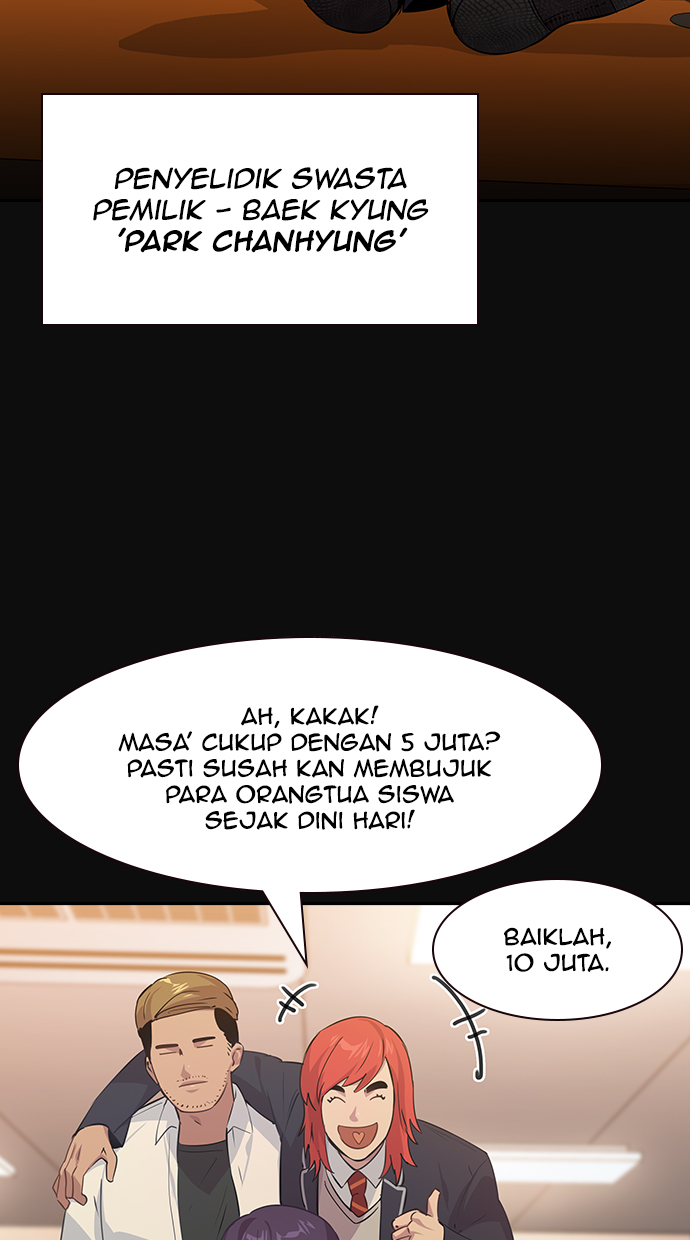 PENYELIDIK SWASTA
PEMILIK - BAEK KYUNG
'PARK CHANHYUNG'
AH, KAKAK!
MASA' CUKUP DENGAN 5 JUTA?
PASTI SUSAH KAN MEMBUJUK
PARA ORANGTUA SISWA
SEJAK DINI HARI!
BAIKLAH,
10 JUTA.